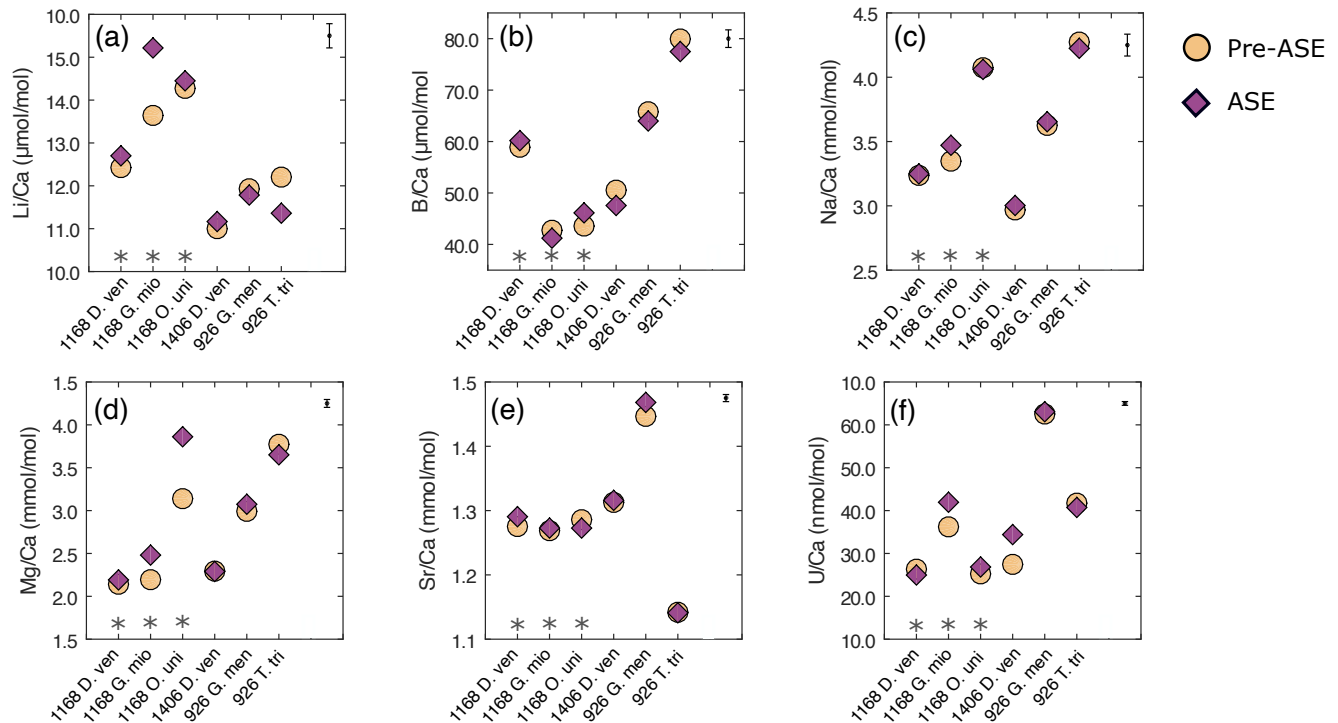 (a)
Li/Ca (µmol/mol)
10.0
15.0
14.0
13.0
12.0
11.0
10.0
1168 D. ven
1168 G. mio
1168 O. uni
1406 D. ven
926 G. men
926 T. tri
* * *
(b)
B/Ca (µmol/mol)
80.0
70.0
60.0
50.0
40.0
1168 D. ven
1168 G. mio
1168 O. uni
1406 D. ven
926 G. men
926 T. tri
* * *
(c)
Na/Ca (mmol/mol)
4.5
4.0
3.5
3.0
2.5
1168 D. ven
1168 G. mio
1168 O. uni
1406 D. ven
926 G. men
926 T. tri
* * *
Pre-ASE
ASE
(d)
Mg/Ca (mmol/mol)
1.5
4.0
3.5
3.0
2.5
2.0
1.5
1168 D. ven
1168 G. mio
1168 O. uni
1406 D. ven
926 G. men
926 T. tri
* * *
(e)
Sr/Ca (mmol/mol)
1.5
1.4
1.3
1.2
1.1
1168 D. ven
1168 G. mio
1168 O. uni
1406 D. ven
926 G. men
926 T. tri
* * *
(f)
U/Ca (nmol/mol)
10.0
60.0
50.0
40.0
30.0
20.0
10.0
1168 D. ven
1168 G. mio
1168 O. uni
1406 D. ven
926 G. men
926 T. tri
* * *